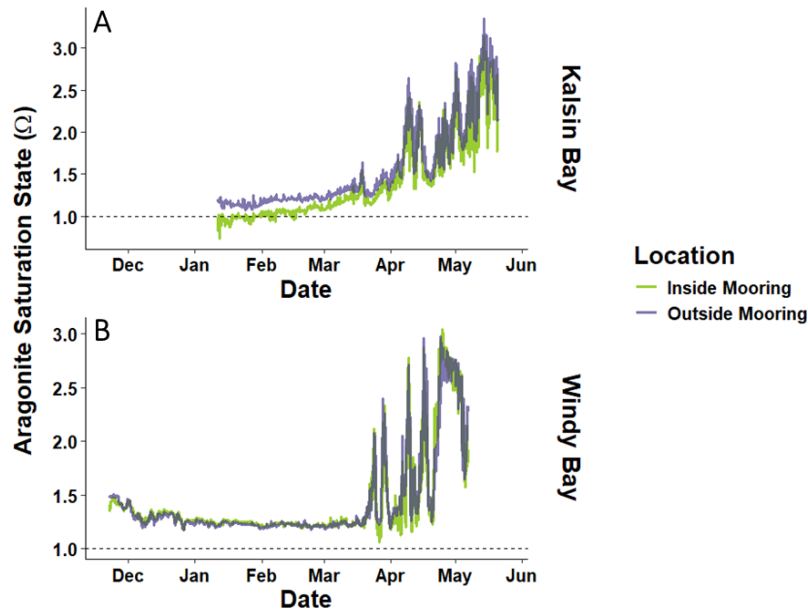 A
3.0
2.5
2.0
1.5
1.0
Dec Jan Feb Mar Apr May Jun
Date
Kalsin Bay
Aragonite Saturation State (Ω)
Location
Inside Mooring
Outside Mooring
B
3.0
2.5
2.0
1.5
1.0
Dec Jan Feb Mar Apr May Jun
Date
Windy Bay